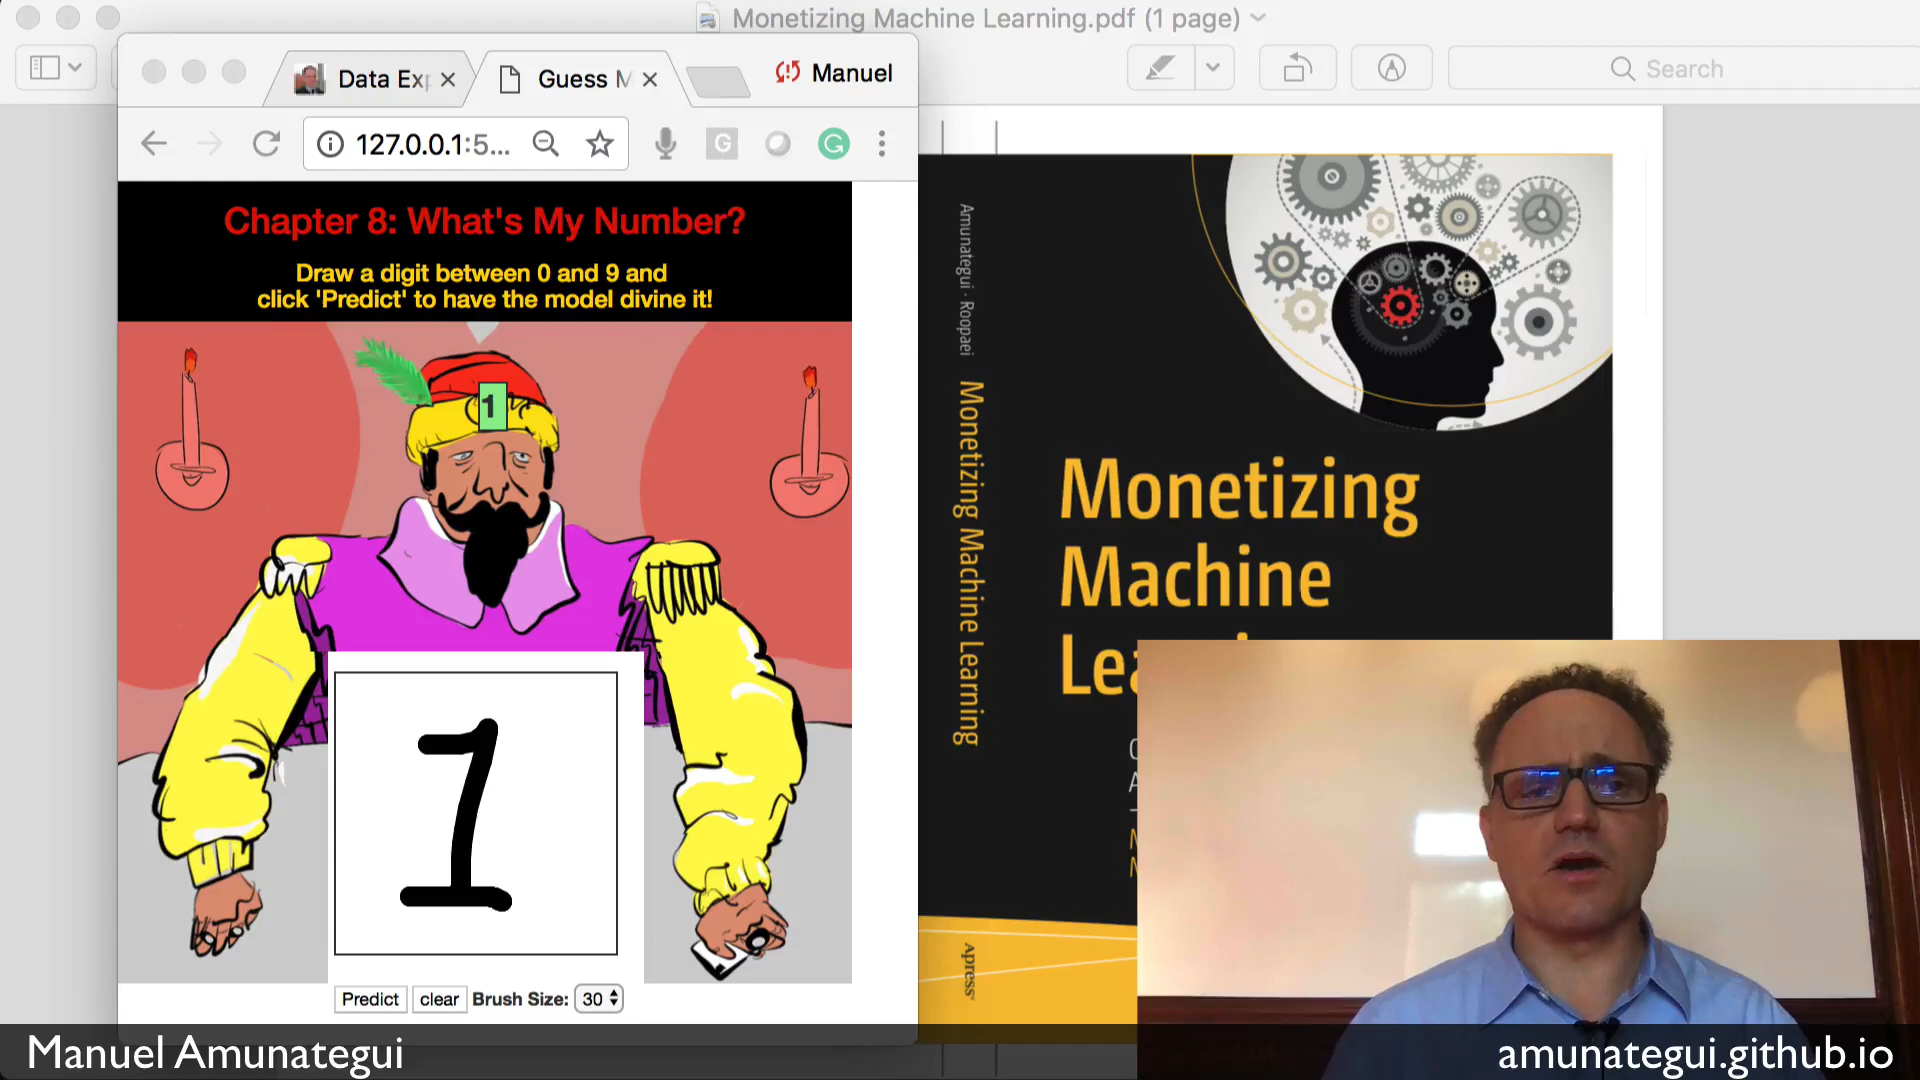 Monetizing Machine Learning.pdf (1 page)
Search
Data Exp
Guess M
Manuel
127.0.0.1:5...
Chapter 8: What's My Number?
Draw a digit between 0 and 9 and
click 'Predict' to have the model divine it!
1
1
Predict
clear
Brush Size:
30
Amunategui · Roopaei
Monetizing Machine Learning
Apress
Monetizing
Machine
Manuel Amunategui
amunategui.github.io